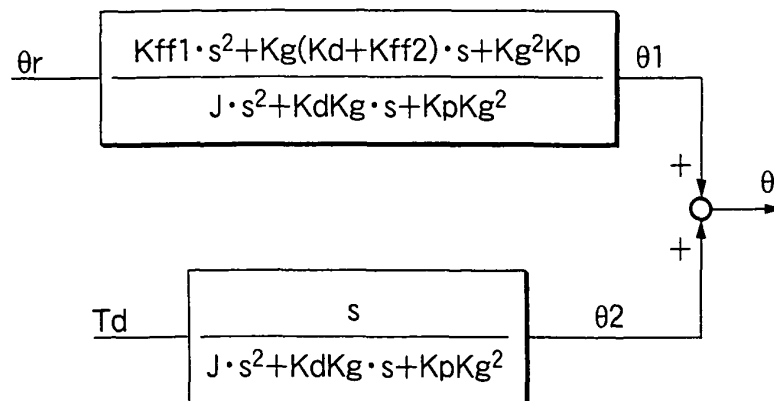 θr
Kff1·s²+Kg(Kd+Kff2)·s+Kg²Kp
J·s²+KdKg·s+KpKg²
θ1
+
θ
+
Td
s
J·s²+KdKg·s+KpKg²
θ2